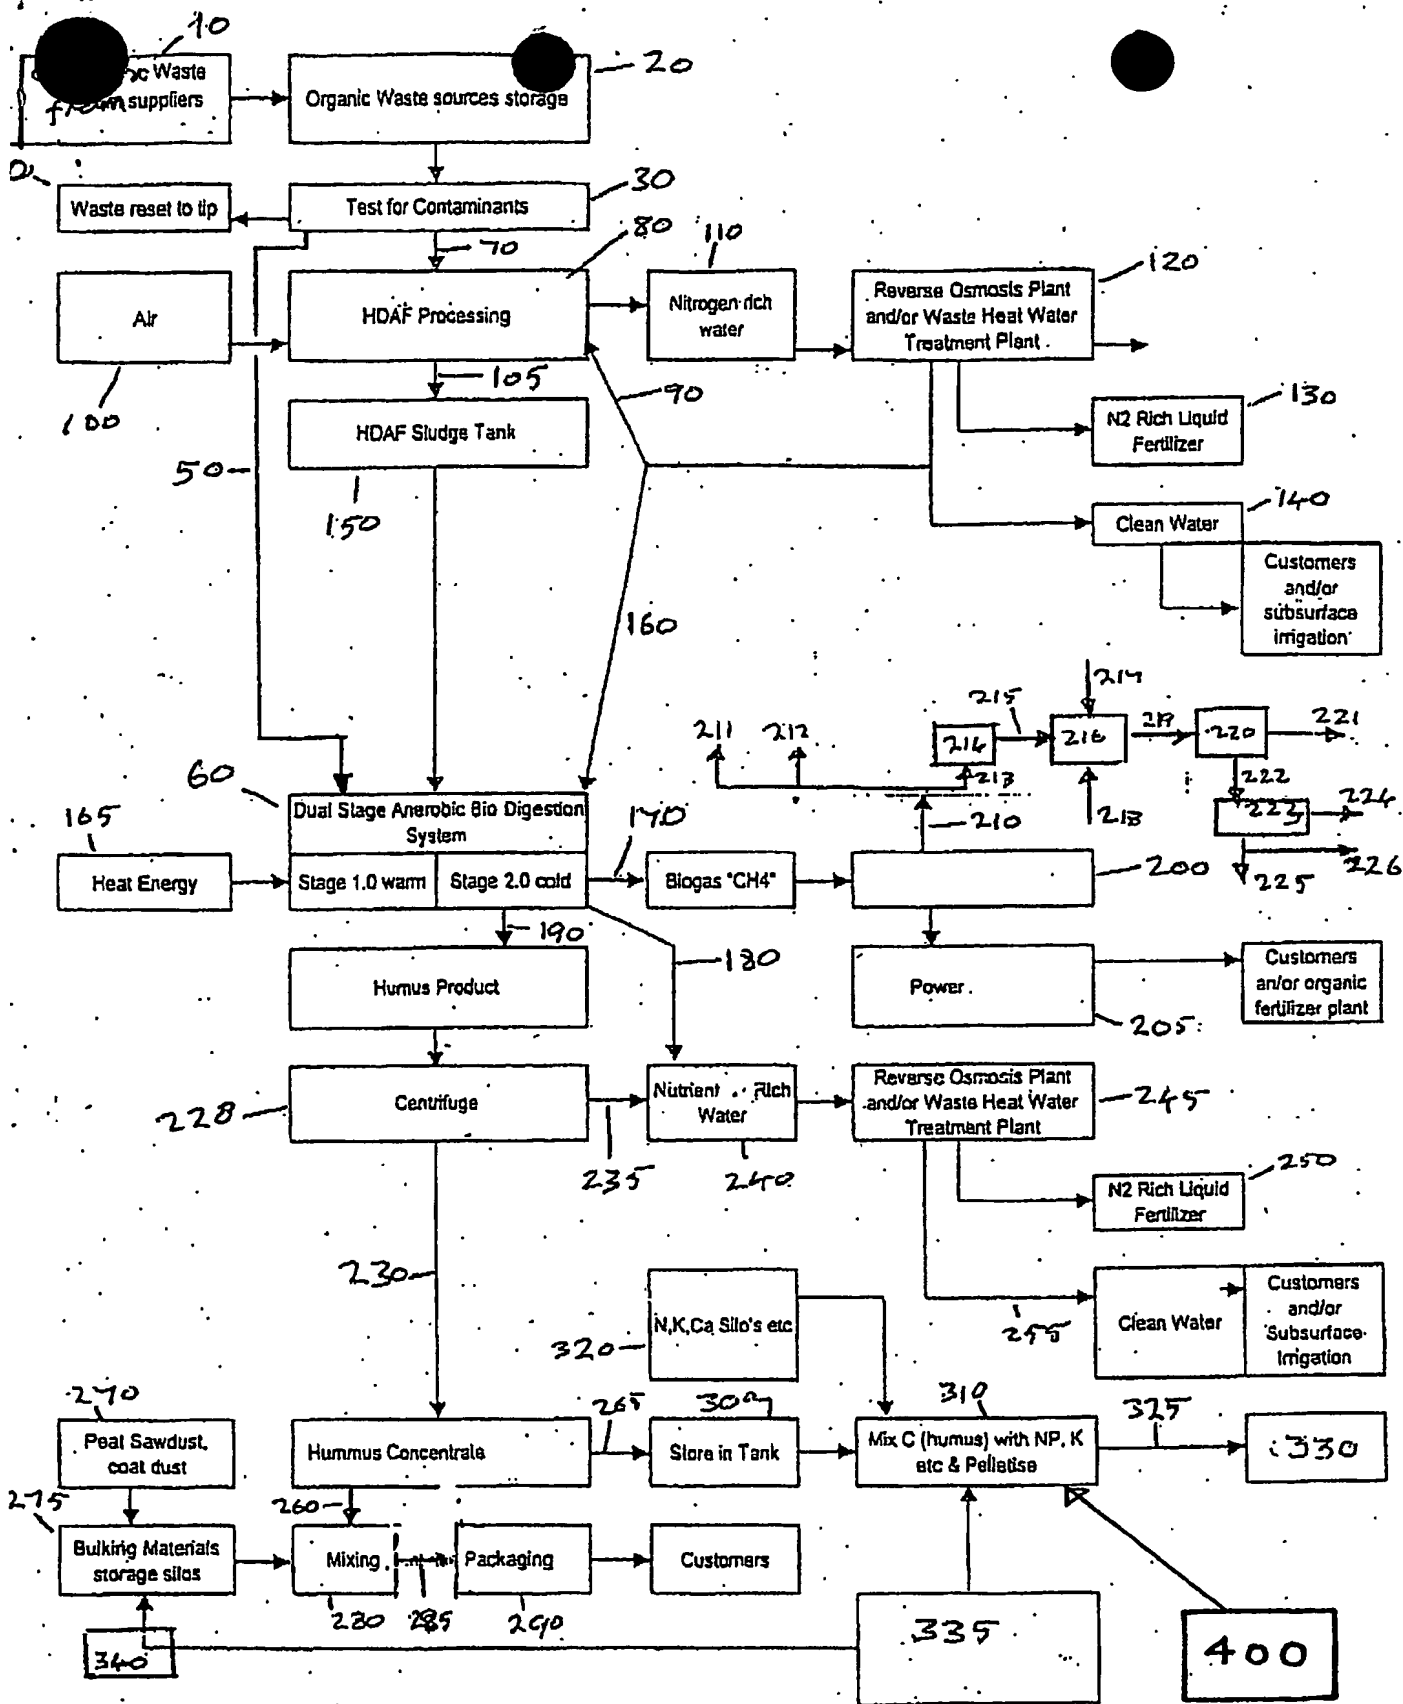 10
Waste
from suppliers
Organic Waste sources storage
20
Waste reset to tip
Test for Contaminants
30
70
80
110
120
Air
HDAF Processing
Nitrogen rich
water
Reverse Osmosis Plant
and/or Waste Heat Water
Treatment Plant.
100
105
90
HDAF Sludge Tank
N2 Rich Liquid
Fertilizer
130
50
150
140
Clean Water
Customers
and/or
subsurface
irrigation
160
217
215
211
212
214
216
219
220
221
213
222
60
210
218
223
224
165
Dual Stage Anerobic Bio Digestion
System
170
225
226
Heat Energy
Stage 1.0 warm
Stage 2.0 cold
Biogas "CH4"
200
190
180
Humus Product
Power.
205
Customers
an/or organic
fertilizer plant
228
Centrifuge
Nutrient Rich
Water
Reverse Osmosis Plant
and/or Waste Heat Water
Treatment Plant
245
235
240
250
N2 Rich Liquid
Fertilizer
230
N,K,Ca Silo's etc
320
255
Clean Water
Customers
and/or
Subsurface
Irrigation
270
265
310
325
Peat Sawdust,
coat dust
Hummus Concentrate
Store in Tank
Mix C (humus) with NP, K
etc & Pelletise
330
275
260
Bulking Materials
storage silos
Mixing
Packaging
Customers
280
285
290
335
340
400